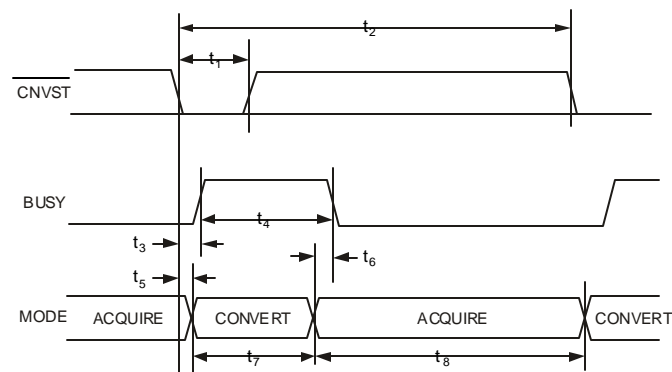 t2
t1
CNVST
BUSY
t4
t3
t6
t5
MODE ACQUIRE CONVERT ACQUIRE CONVERT
t7 t8